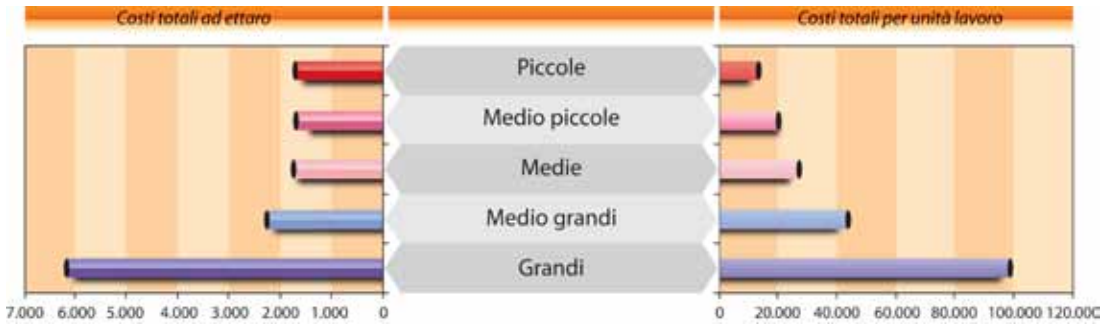 Costi totali ad ettaro
Costi totali per unità lavoro
Piccole
Medio piccole
Medie
Medio grandi
Grandi
7.000 6.000 5.000 4.000 3.000 2.000 1.000 0
0 20.000 40.000 60.000 80.000 100.000 120.000